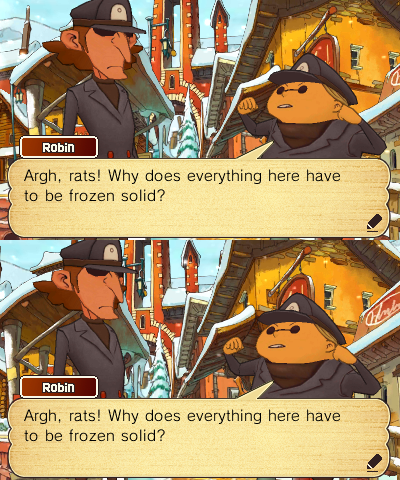 Robin
Argh, rats! Why does everything here have
to be frozen solid?
Robin
Argh, rats! Why does everything here have
to be frozen solid?